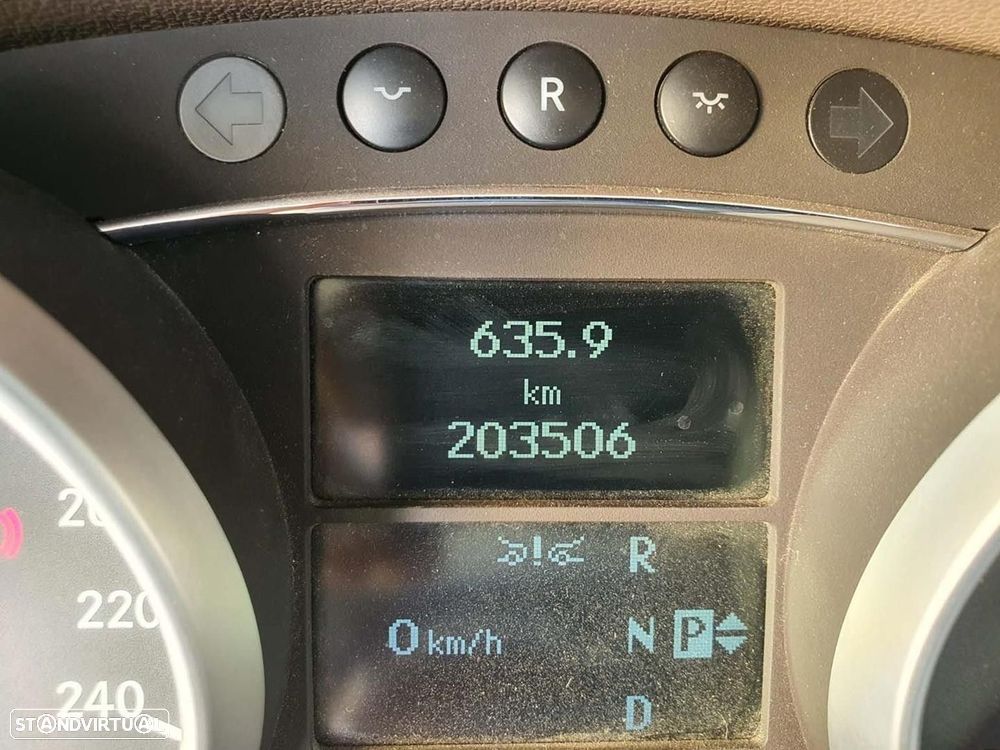 R
635.9
km
203506
R
0 km/h N P
D
220
240
STANDVIRTUAL